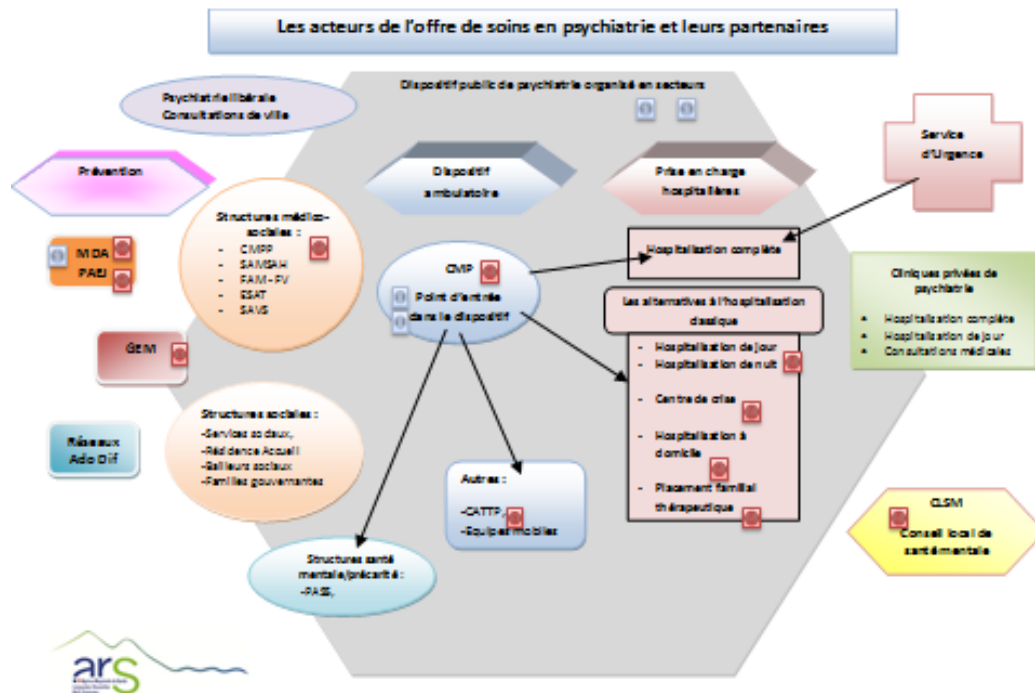 Les acteurs de l'offre de soins en psychiatrie et leurs partenaires
Dispositif public de psychiatrie organisé en secteurs
Psychiatrie libérale
Consultations de ville
Service
d'Urgence
Prévention
Dispositif
ambulatoire
Prise en charge
hospitalières
Structures médico-
sociales :
- CMPP
- SAMSAH
- FAM - FV
- ESAT
- SAVS
MDA
PAEJ
Hospitalisation complète
CMP
Point d'entrée
dans le dispositif
Cliniques privées de
psychiatrie
• Hospitalisation complète
• Hospitalisation de jour
• Consultations médicales
Les alternatives à l'hospitalisation
classique
- Hospitalisation de jour
- Hospitalisation de nuit
- Centre de crise
- Hospitalisation à
domicile
- Placement familial
thérapeutique
GEM
Structures sociales :
-Services sociaux,
-Résidence Accueil
-Bailleurs sociaux
-Familles gouvernantes
Réseaux
Ado Dif
Autres :
-CATTP,
-Equipes mobiles
CLSM
Conseil local de
santé mentale
Structures santé
mentale/précarité :
-PASS,
ars